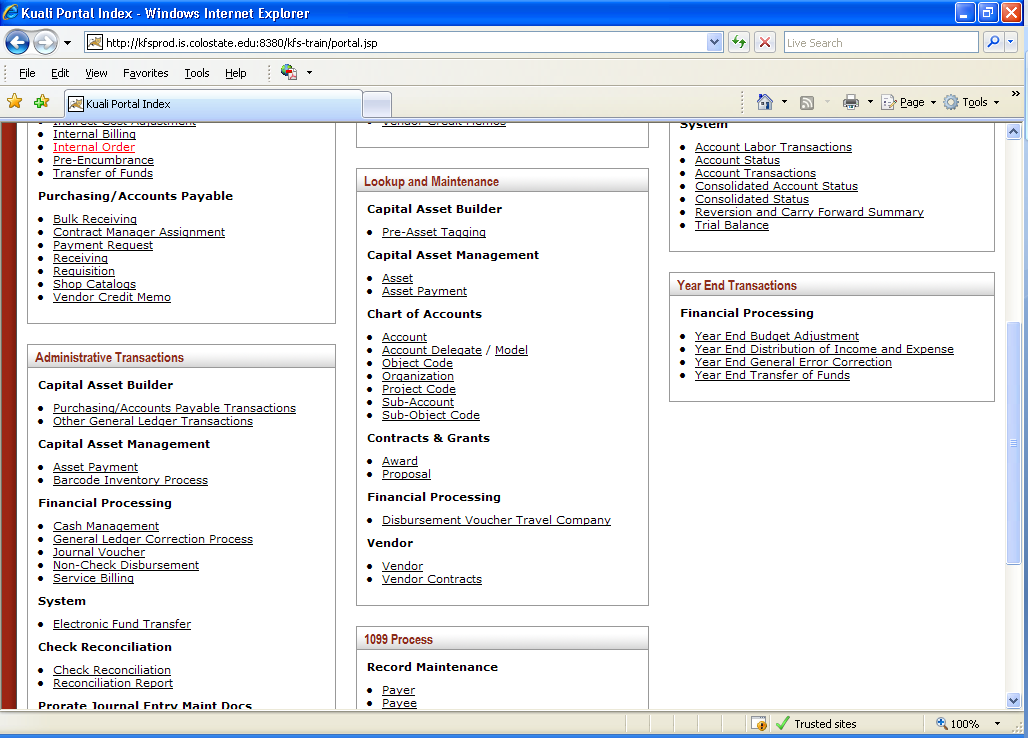 Kuali Portal Index - Windows Internet Explorer
http://kfsprod.is.colostate.edu:8380/kfs-train/portal.jsp
Live Search
File Edit View Favorites Tools Help
Kuali Portal Index
Page Tools
Indirect Cost Adjustment
Internal Billing
Internal Order
Pre-Encumbrance
Transfer of Funds
Purchasing/Accounts Payable
Bulk Receiving
Contract Manager Assignment
Payment Request
Receiving
Requisition
Shop Catalogs
Vendor Credit Memo
Administrative Transactions
Capital Asset Builder
Purchasing/Accounts Payable Transactions
Other General Ledger Transactions
Capital Asset Management
Asset Payment
Barcode Inventory Process
Financial Processing
Cash Management
General Ledger Correction Process
Journal Voucher
Non-Check Disbursement
Service Billing
System
Electronic Fund Transfer
Check Reconciliation
Check Reconciliation
Reconciliation Report
Prorate Journal Entry Maint Docs
Vendor Credit Memos
Lookup and Maintenance
Capital Asset Builder
Pre-Asset Tagging
Capital Asset Management
Asset
Asset Payment
Chart of Accounts
Account
Account Delegate / Model
Object Code
Organization
Project Code
Sub-Account
Sub-Object Code
Contracts & Grants
Award
Proposal
Financial Processing
Disbursement Voucher Travel Company
Vendor
Vendor
Vendor Contracts
1099 Process
Record Maintenance
Payer
Payee
System
Account Labor Transactions
Account Status
Account Transactions
Consolidated Account Status
Consolidated Status
Reversion and Carry Forward Summary
Trial Balance
Year End Transactions
Financial Processing
Year End Budget Adjustment
Year End Distribution of Income and Expense
Year End General Error Correction
Year End Transfer of Funds
Trusted sites
100%